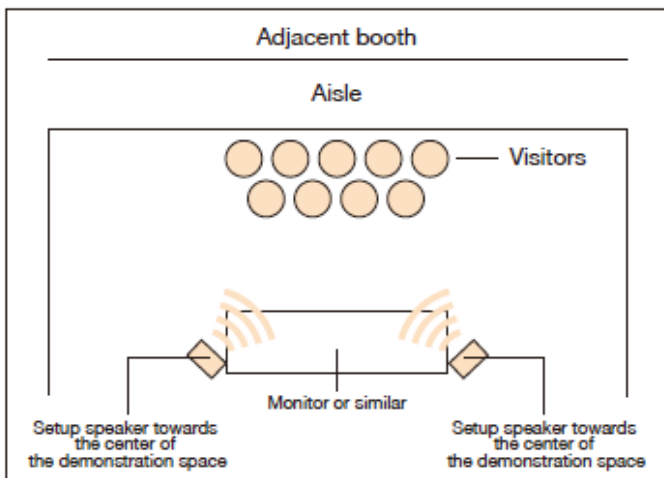 Adjacent booth
Aisle
Visitors
Monitor or similar
Setup speaker towards
the center of
the demonstration space
Setup speaker towards
the center of
the demonstration space